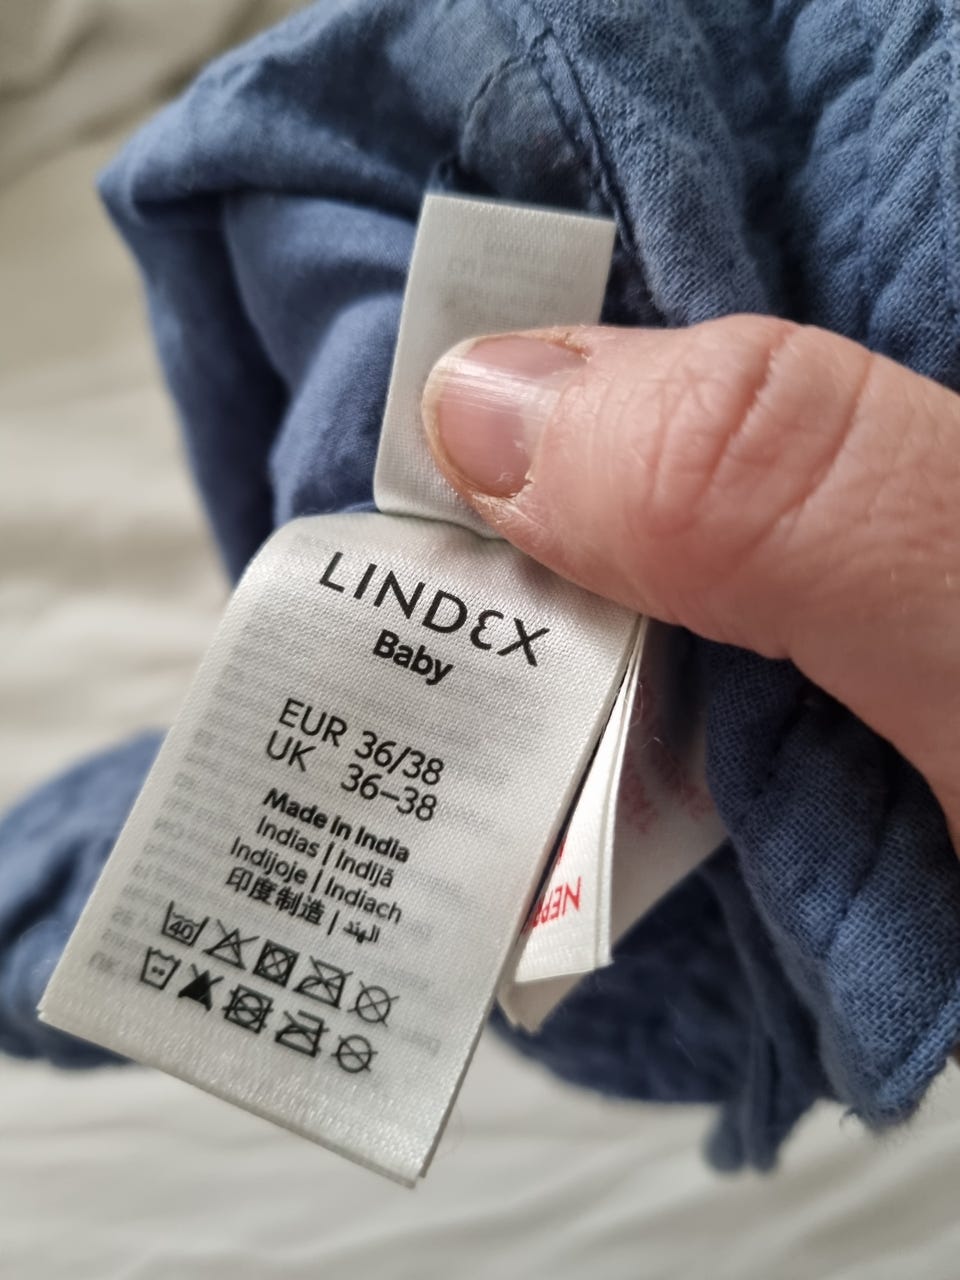 LINDEX
Baby
EUR 36/38
UK 36–38
Made in India
Indias | Indijā
Indijoje | Indiach
印度制造 | الهند
40